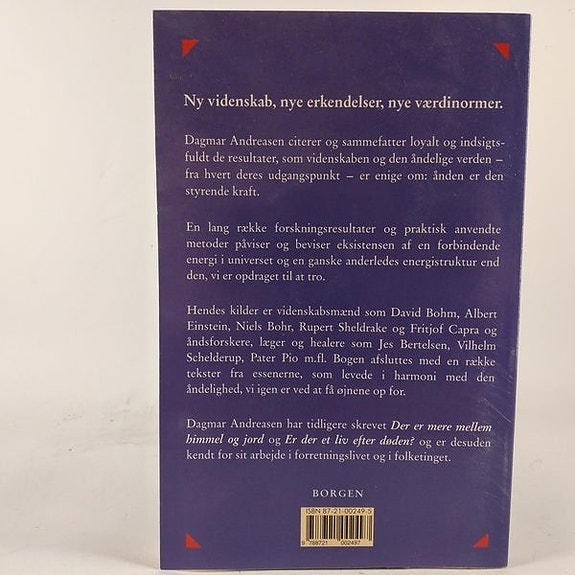 Ny videnskab, nye erkendelser, nye værdinormer.
Dagmar Andreasen citerer og sammefatter loyalt og indsigts-
fuldt de resultater, som videnskaben og den åndelige verden –
fra hvert deres udgangspunkt – er enige om: ånden er den
styrende kraft.
En lang række forskningsresultater og praktisk anvendte
metoder påviser og beviser eksistensen af en forbindende
energi i universet og en ganske anderledes energistruktur end
den, vi er opdraget til at tro.
Hendes kilder er videnskabsmænd som David Bohm, Albert
Einstein, Niels Bohr, Rupert Sheldrake og Fritjof Capra og
åndsforskere, læger og healere som Jes Bertelsen, Vilhelm
Schelderup, Pater Pio m.fl. Bogen afsluttes med en række
tekster fra essenerne, som levede i harmoni med den
åndelighed, vi igen er ved at få øjnene op for.
Dagmar Andreasen har tidligere skrevet Der er mere mellem
himmel og jord og Er der et liv efter døden? og er desuden
kendt for sit arbejde i forretningslivet og i folketinget.
BORGEN
ISBN 87-21-00249-5
9 788721 002497